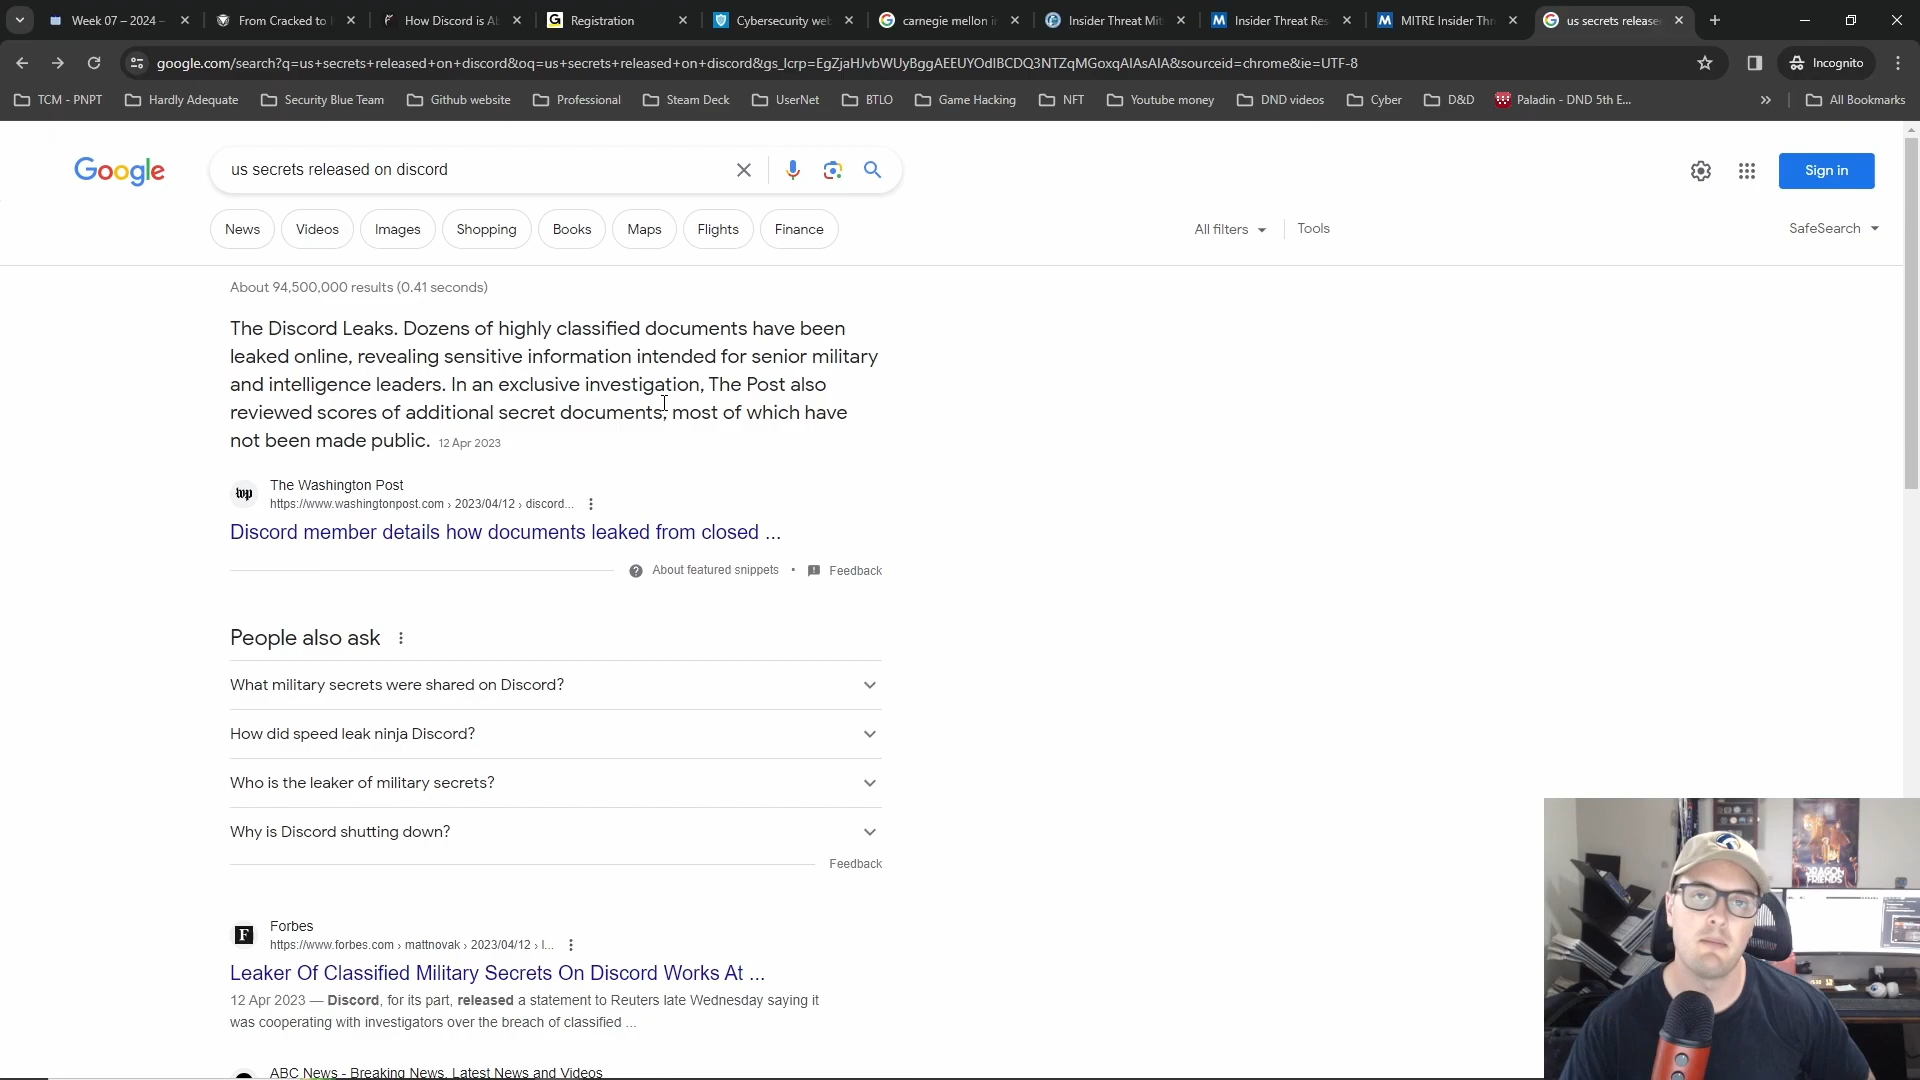 Week 07 – 2024 –
From Cracked to
How Discord is Ab
Registration
Cybersecurity web
carnegie mellon in
Insider Threat Mit
Insider Threat Res
MITRE Insider Thr
us secrets release
google.com/search?q=us+secrets+released+on+discord&oq=us+secrets+released+on+discord&gs_lcrp=EgZjaHJvbWUyBggAEEUYOdIBCDQ3NTZqMGoxqAIAsAIA&sourceid=chrome&ie=UTF-8
Incognito
TCM - PNPT
Hardly Adequate
Security Blue Team
Github website
Professional
Steam Deck
UserNet
BTLO
Game Hacking
NFT
Youtube money
DND videos
Cyber
D&D
Paladin - DND 5th E...
All Bookmarks
Google
us secrets released on discord
Sign in
News
Videos
Images
Shopping
Books
Maps
Flights
Finance
All filters
Tools
SafeSearch
About 94,500,000 results (0.41 seconds)
The Discord Leaks. Dozens of highly classified documents have been
leaked online, revealing sensitive information intended for senior military
and intelligence leaders. In an exclusive investigation, The Post also
reviewed scores of additional secret documents, most of which have
not been made public. 12 Apr 2023
wp
The Washington Post
https://www.washingtonpost.com › 2023/04/12 › discord...
Discord member details how documents leaked from closed ...
About featured snippets • Feedback
People also ask
What military secrets were shared on Discord?
How did speed leak ninja Discord?
Who is the leaker of military secrets?
Why is Discord shutting down?
Feedback
F
Forbes
https://www.forbes.com › mattnovak › 2023/04/12 › l...
Leaker Of Classified Military Secrets On Discord Works At ...
12 Apr 2023 — Discord, for its part, released a statement to Reuters late Wednesday saying it
was cooperating with investigators over the breach of classified ...
ABC News - Breaking News, Latest News and Videos
DRAGON
FRIENDS